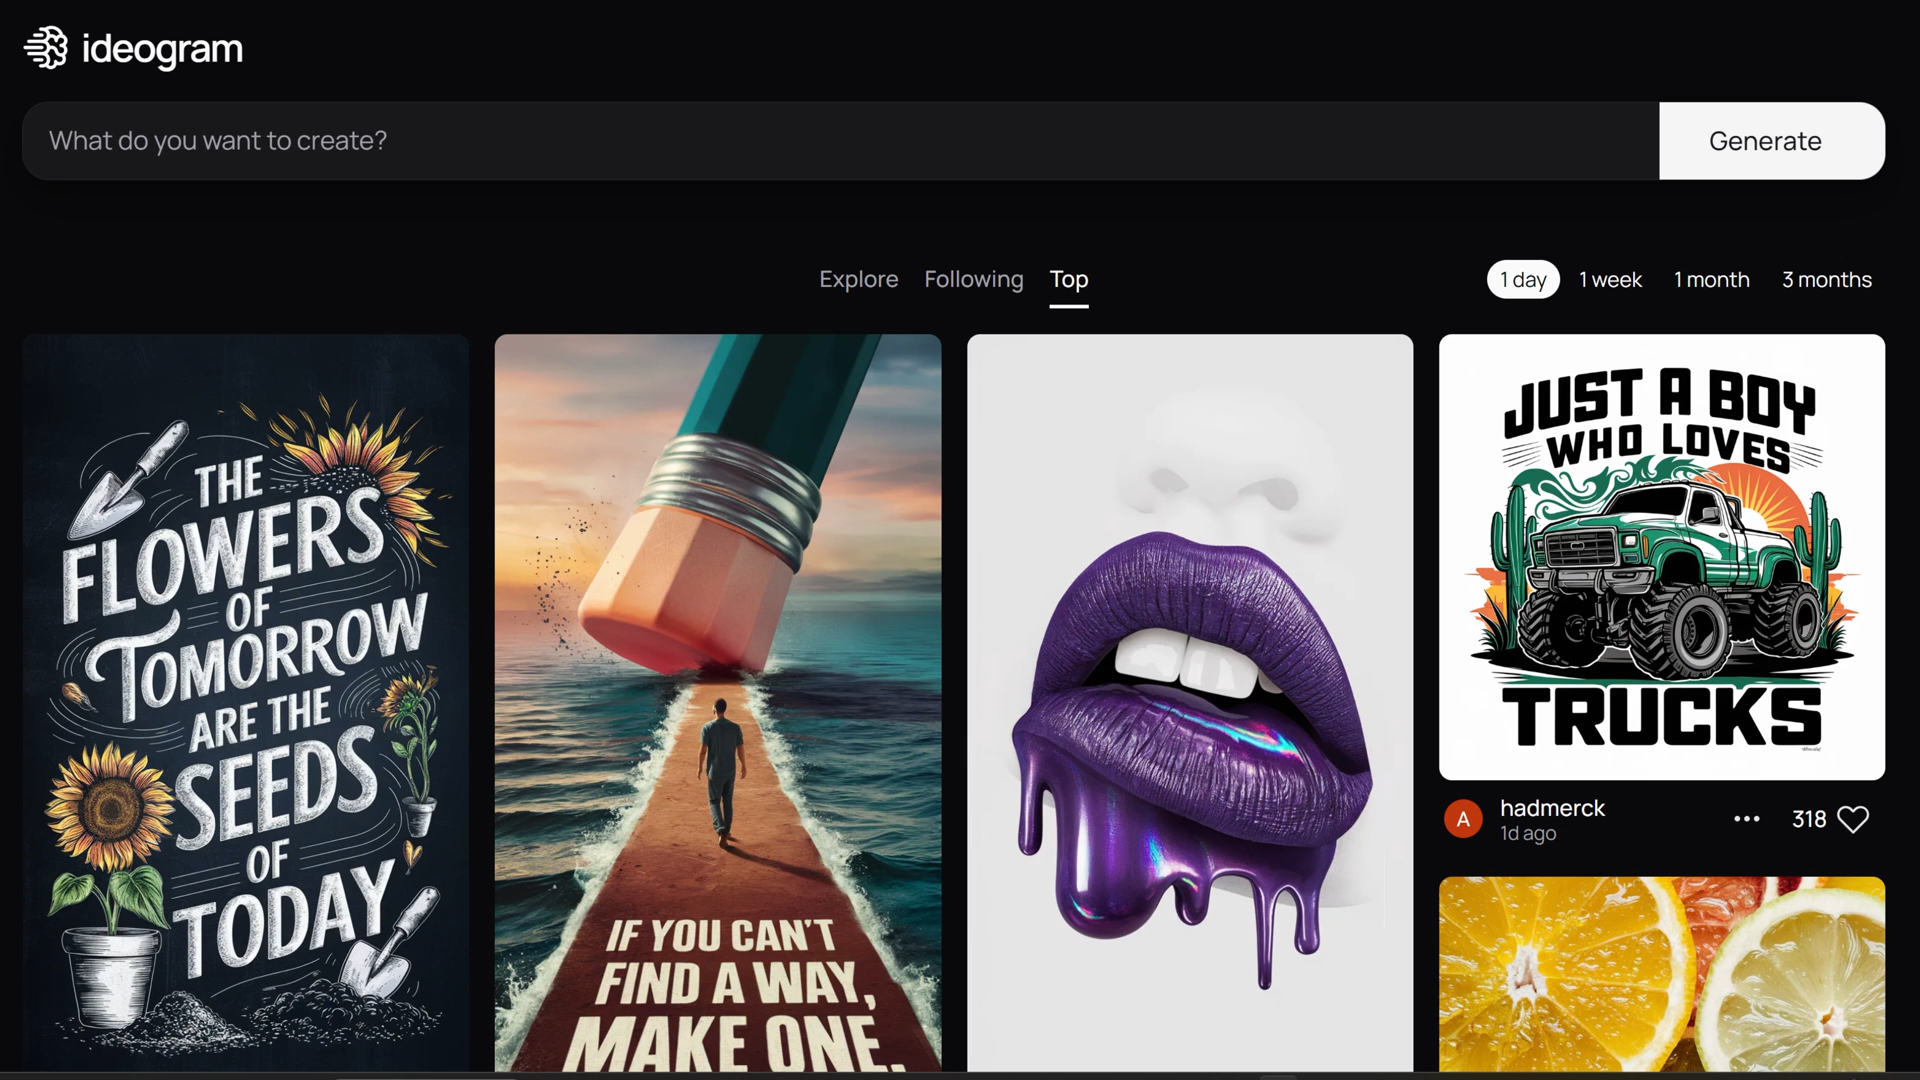 ideogram
What do you want to create?
Generate
Explore
Following
Top
1 day
1 week
1 month
3 months
THE
FLOWERS
OF
TOMORROW
ARE THE
SEEDS
OF
TODAY
IF YOU CAN'T
FIND A WAY,
MAKE ONE.
JUST A BOY
WHO LOVES
TRUCKS
A
hadmerck
1d ago
318